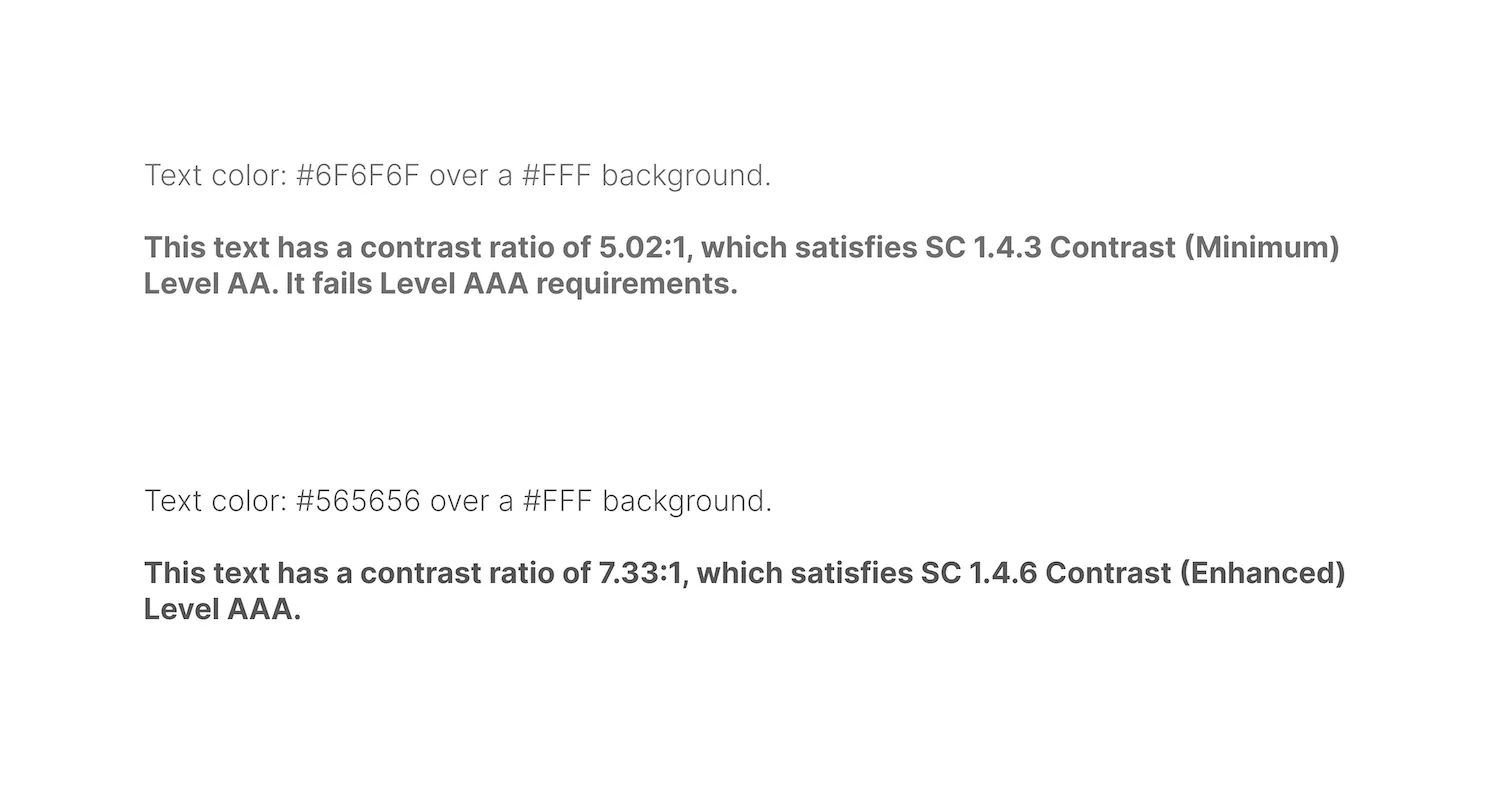 Text color: #6F6F6F over a #FFF background.
This text has a contrast ratio of 5.02:1, which satisfies SC 1.4.3 Contrast (Minimum)
Level AA. It fails Level AAA requirements.
Text color: #565656 over a #FFF background.
This text has a contrast ratio of 7.33:1, which satisfies SC 1.4.6 Contrast (Enhanced)
Level AAA.